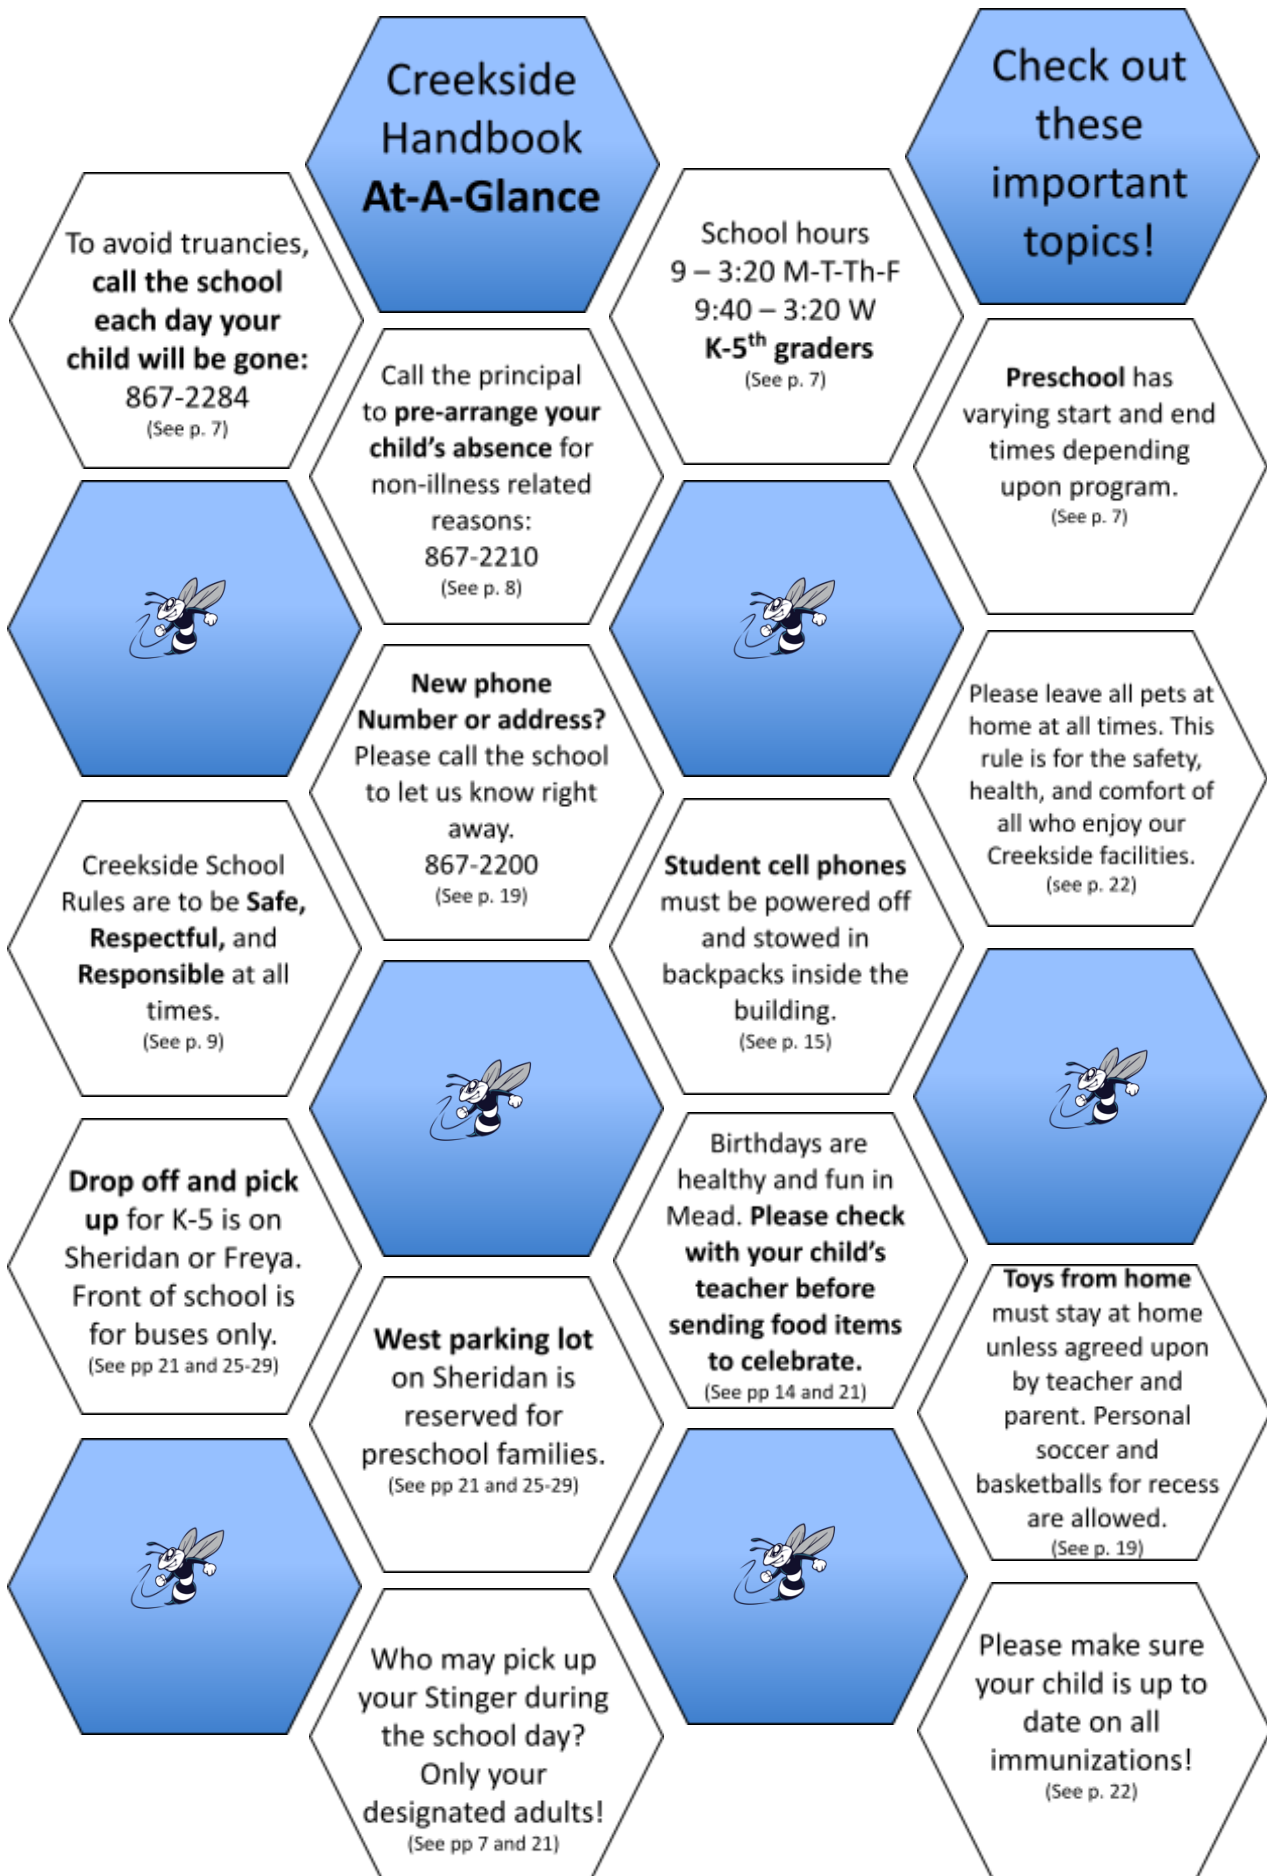 Creekside
Handbook
At-A-Glance
Check out
these
important
topics!
To avoid truancies,
call the school
each day your
child will be gone:
867-2284
(See p. 7)
Call the principal
to pre-arrange your
child's absence for
non-illness related
reasons:
867-2210
(See p. 8)
School hours
9 – 3:20 M-T-Th-F
9:40 – 3:20 W
K-5th graders
(See p. 7)
Preschool has
varying start and end
times depending
upon program.
(See p. 7)
New phone
Number or address?
Please call the school
to let us know right
away.
867-2200
(See p. 19)
Please leave all pets at
home at all times. This
rule is for the safety,
health, and comfort of
all who enjoy our
Creekside facilities.
(see p. 22)
Creekside School
Rules are to be Safe,
Respectful, and
Responsible at all
times.
(See p. 9)
Student cell phones
must be powered off
and stowed in
backpacks inside the
building.
(See p. 15)
Drop off and pick
up for K-5 is on
Sheridan or Freya.
Front of school is
for buses only.
(See pp 21 and 25-29)
West parking lot
on Sheridan is
reserved for
preschool families.
(See pp 21 and 25-29)
Birthdays are
healthy and fun in
Mead. Please check
with your child's
teacher before
sending food items
to celebrate.
(See pp 14 and 21)
Toys from home
must stay at home
unless agreed upon
by teacher and
parent. Personal
soccer and
basketballs for recess
are allowed.
(See p. 19)
Who may pick up
your Stinger during
the school day?
Only your
designated adults!
(See pp 7 and 21)
Please make sure
your child is up to
date on all
immunizations!
(See p. 22)